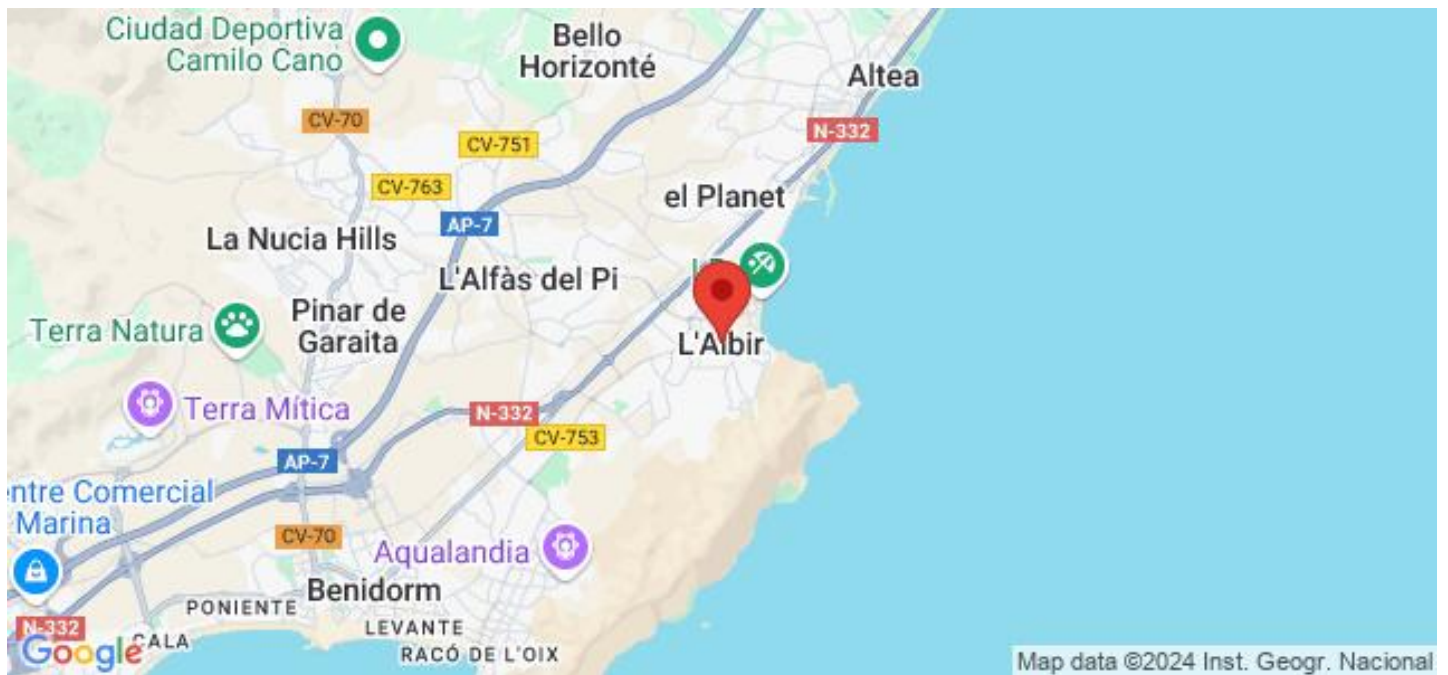 Ciudad Deportiva
Camilo Cano
Bello
Horizonté
Altea
CV-70
N-332
CV-751
CV-763
el Planet
AP-7
La Nucia Hills
L'Alfàs del Pi
Pinar de
Garaita
Terra Natura
L'Albir
Terra Mítica
N-332
CV-753
AP-7
entre Comercial
Marina
CV-70
Aqualandia
Benidorm
PONIENTE
LEVANTE
N-332
CALA
RACÓ DE L'OIX
Google
Map data ©2024 Inst. Geogr. Nacional